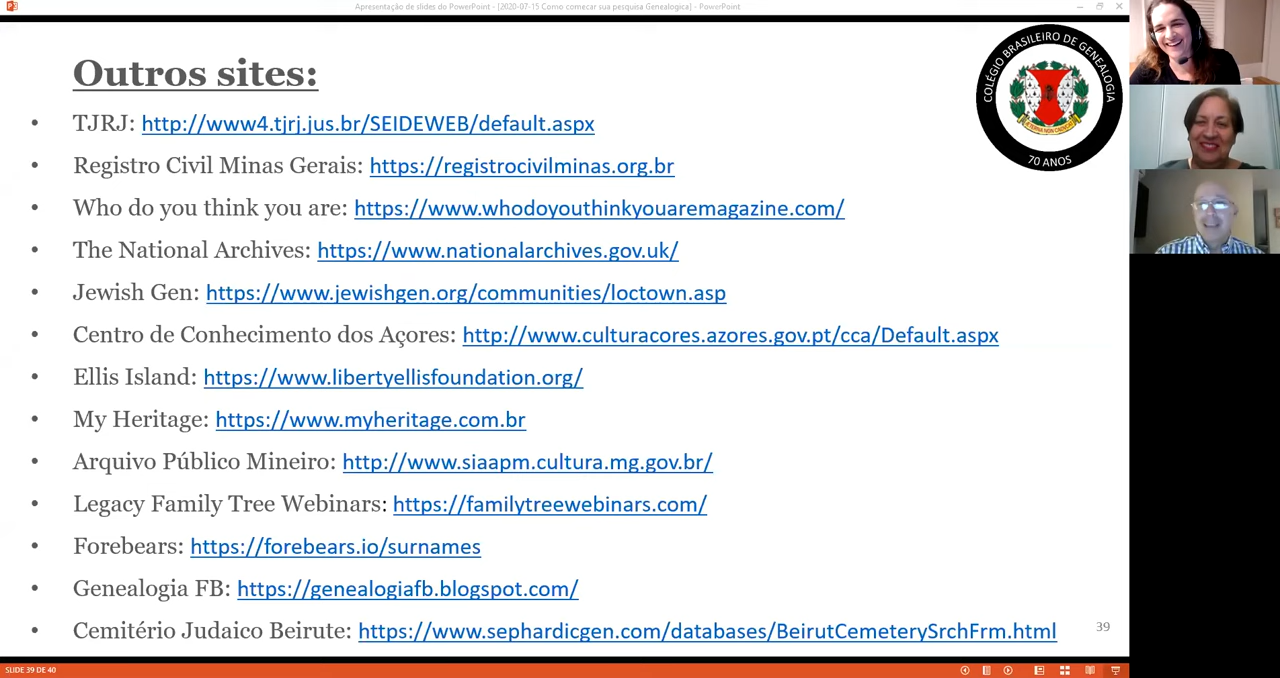 Apresentação de slides do PowerPoint - [2020-07-15 Como começar sua pesquisa Genealogica] - PowerPoint
Outros sites:
COLÉGIO BRASILEIRO DE GENEALOGIA
70 ANOS
• TJRJ: http://www4.tjrj.jus.br/SEIDEWEB/default.aspx
• Registro Civil Minas Gerais: https://registrocivilminas.org.br
• Who do you think you are: https://www.whodoyouthinkyouaremagazine.com/
• The National Archives: https://www.nationalarchives.gov.uk/
• Jewish Gen: https://www.jewishgen.org/communities/loctown.asp
• Centro de Conhecimento dos Açores: http://www.culturacores.azores.gov.pt/cca/Default.aspx
• Ellis Island: https://www.libertyellisfoundation.org/
• My Heritage: https://www.myheritage.com.br
• Arquivo Público Mineiro: http://www.siaapm.cultura.mg.gov.br/
• Legacy Family Tree Webinars: https://familytreewebinars.com/
• Forebears: https://forebears.io/surnames
• Genealogia FB: https://genealogiafb.blogspot.com/
• Cemitério Judaico Beirute: https://www.sephardicgen.com/databases/BeirutCemeterySrchFrm.html
39
SLIDE 39 DE 40